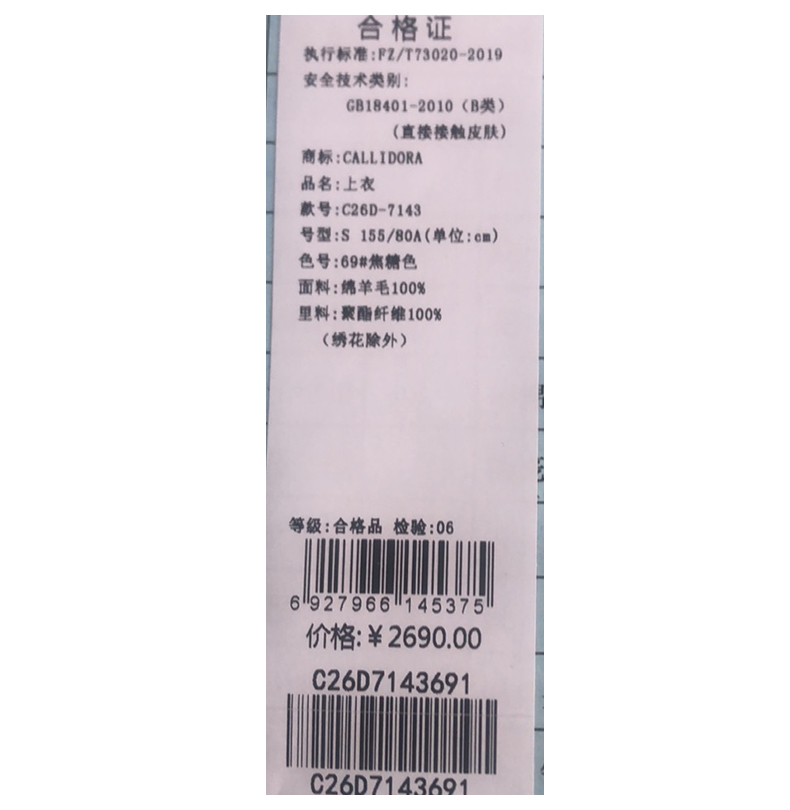 合格证
执行标准:FZ/T73020-2019
安全技术类别:
GB18401-2010（B类）
(直接接触皮肤)
商标:CALLIDORA
品名:上衣
款号:C26D-7143
号型:S 155/80A(单位:cm)
色号:69#焦糖色
面料:绵羊毛100%
里料:聚酯纤维100%
（绣花除外）
等级:合格品 检验:06
6 927966 145375
价格:￥2690.00
C26D7143691
C26D7143691